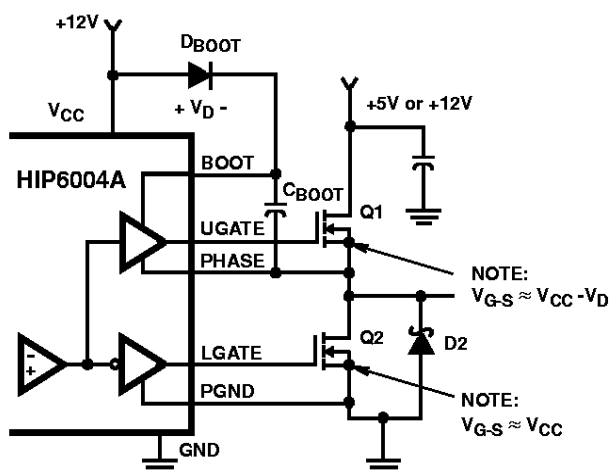 +12V
DBOOT
+ VD -
VCC
+5V or +12V
HIP6004A
BOOT
CBOOT
Q1
UGATE
PHASE
NOTE:
VG-S ≈ VCC -VD
Q2
D2
- +
LGATE
PGND
NOTE:
VG-S ≈ VCC
GND